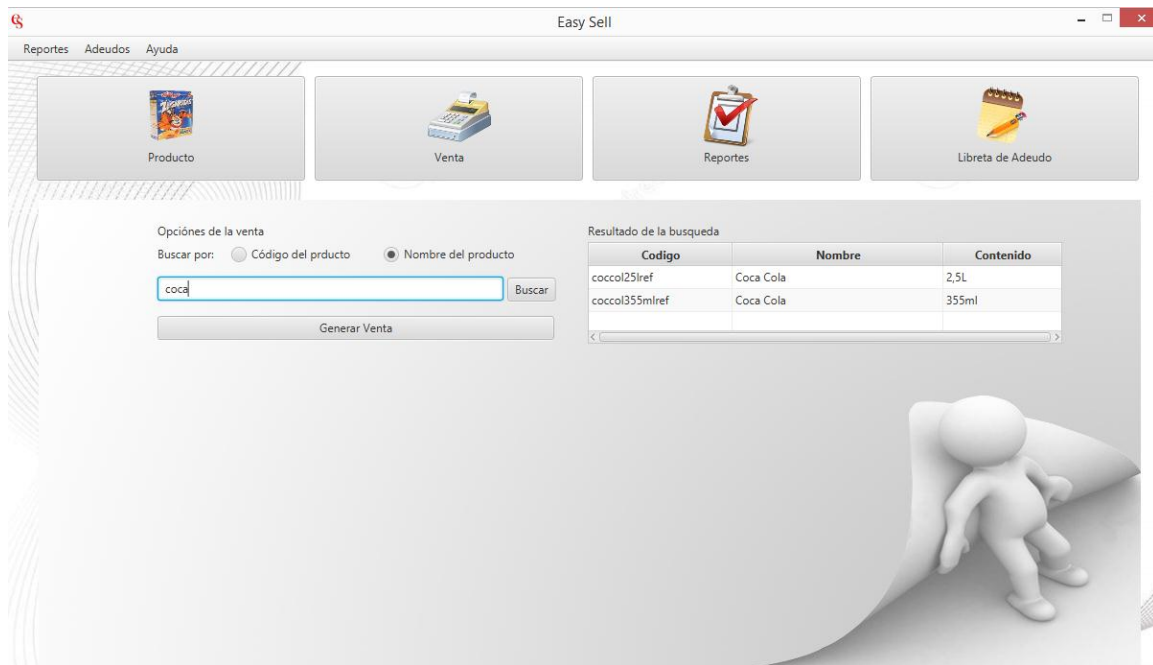 Easy Sell
Reportes Adeudos Ayuda
Producto Venta Reportes Libreta de Adeudo
Opciónes de la venta
Buscar por: Código del prducto Nombre del producto
coca Buscar
Generar Venta
Resultado de la busqueda
Codigo Nombre Contenido
coccol25lref Coca Cola 2,5L
coccol355mlref Coca Cola 355ml